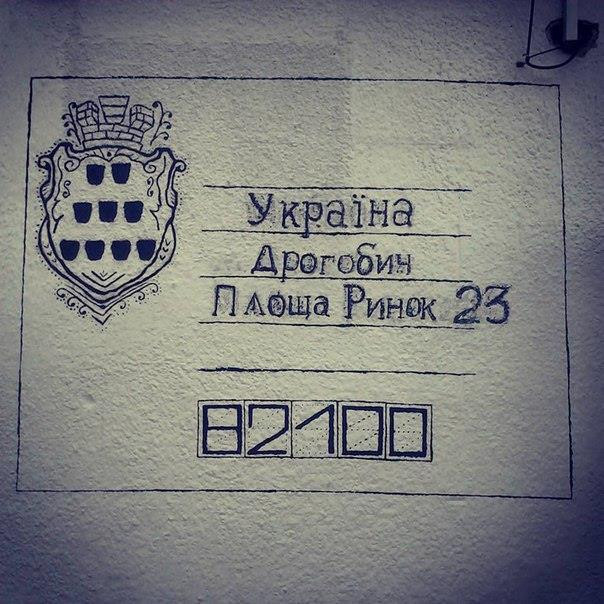 Україна
Дрогобич
Площа Ринок 23
82100